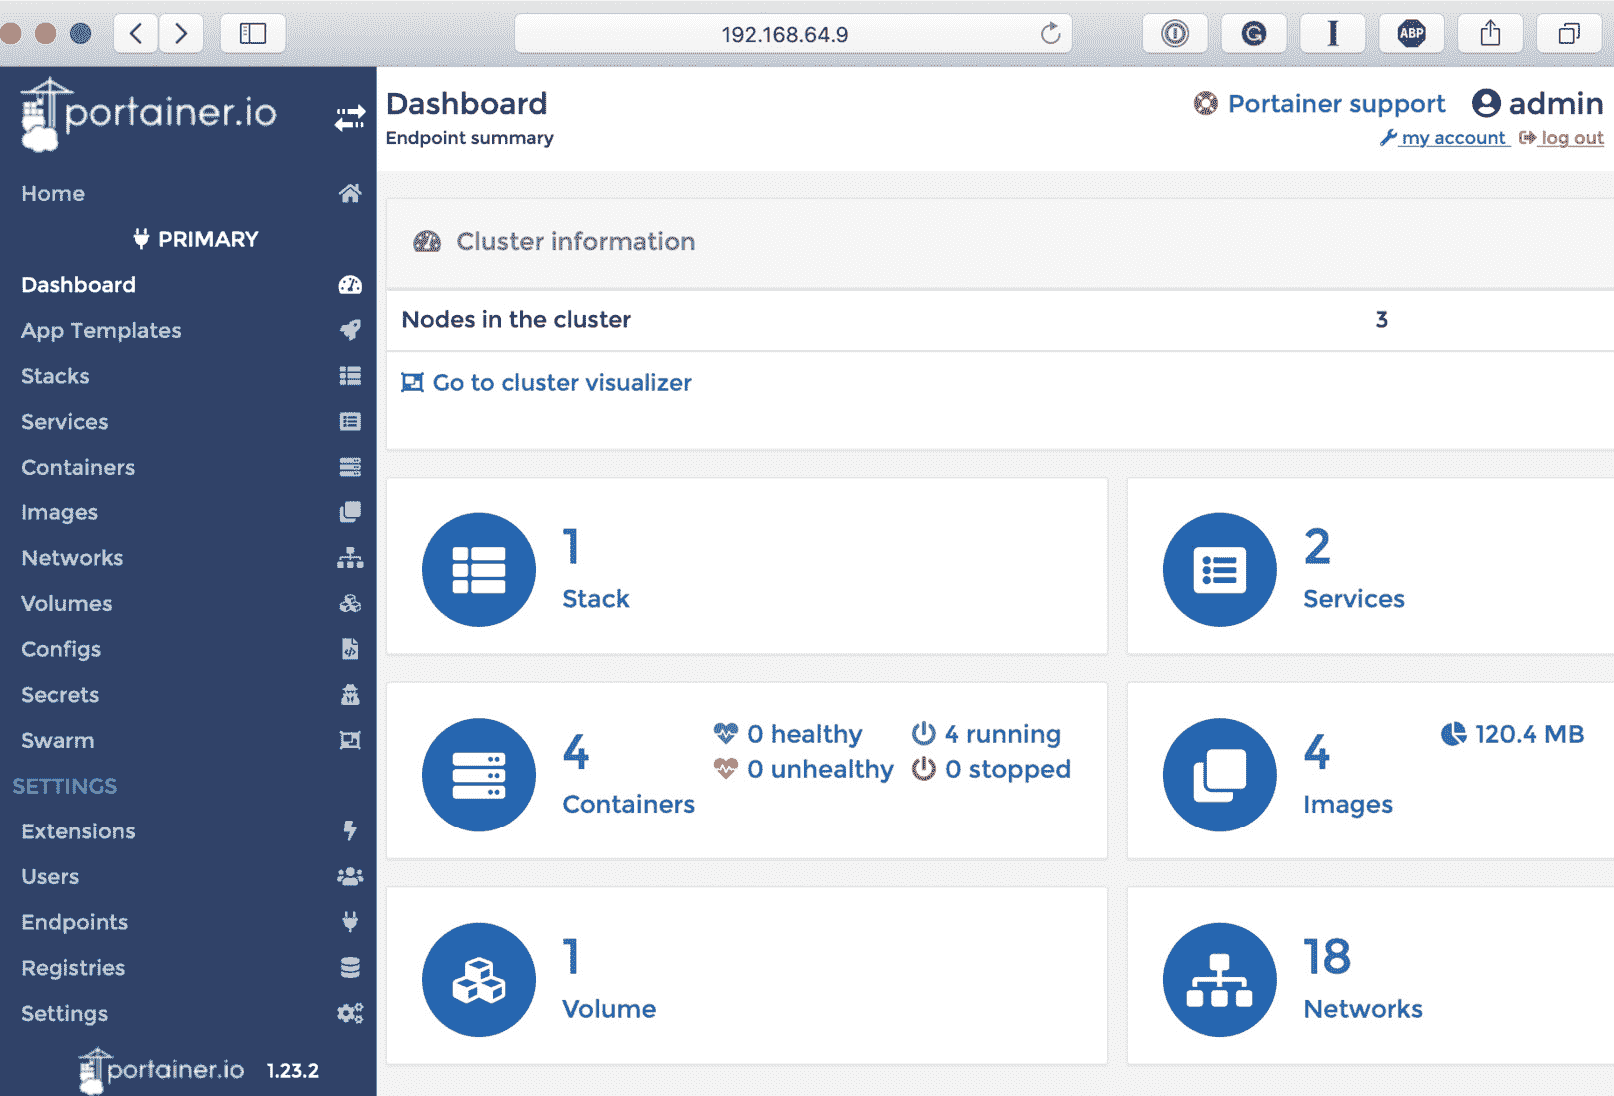 192.168.64.9
ABP
portainer.io
Home
PRIMARY
Dashboard
App Templates
Stacks
Services
Containers
Images
Networks
Volumes
Configs
Secrets
Swarm
SETTINGS
Extensions
Users
Endpoints
Registries
Settings
portainer.io 1.23.2
Dashboard
Endpoint summary
Portainer support admin
my account log out
Cluster information
Nodes in the cluster 3
Go to cluster visualizer
1
Stack
2
Services
4
Containers
0 healthy 4 running
0 unhealthy 0 stopped
4
Images
120.4 MB
1
Volume
18
Networks